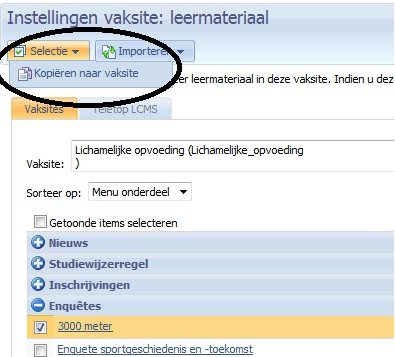 Instellingen vaksite: leermateriaal
Selectie Importeren
Kopiëren naar vaksite
er leermateriaal in deze vaksite. Indien u dez
Vaksites Teletop LCMS
Vaksite: Lichamelijke opvoeding (Lichamelijke_opvoeding
)
Sorteer op: Menu onderdeel
Getoonde items selecteren
Nieuws
Studiewijzerregel
Inschrijvingen
Enquêtes
3000 meter
Enquete sportgeschiedenis en -toekomst